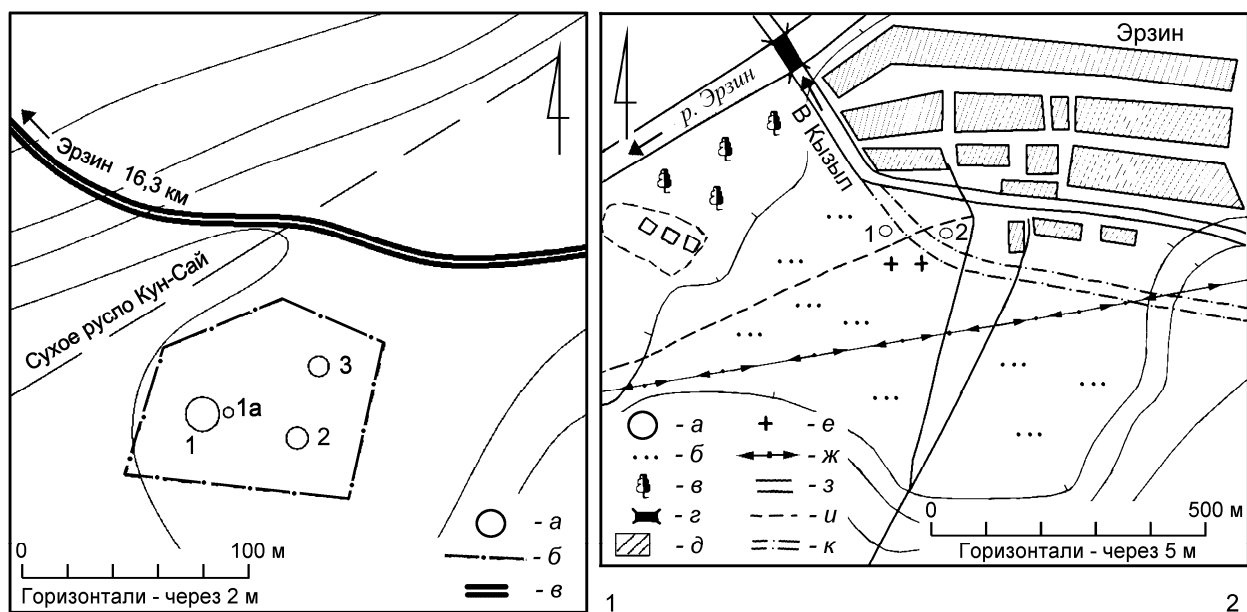 Эрзин 16,3 км
Сухое русло Кун-Сай
3
1а
1
2
0 100 м
Горизонтали - через 2 м
- а
- б
- в
1
Эрзин
р. Эрзин
В Кызыл
1
2
- а
- б
- в
- г
- д
- е
- ж
- з
- и
- к
0 500 м
Горизонтали - через 5 м
2